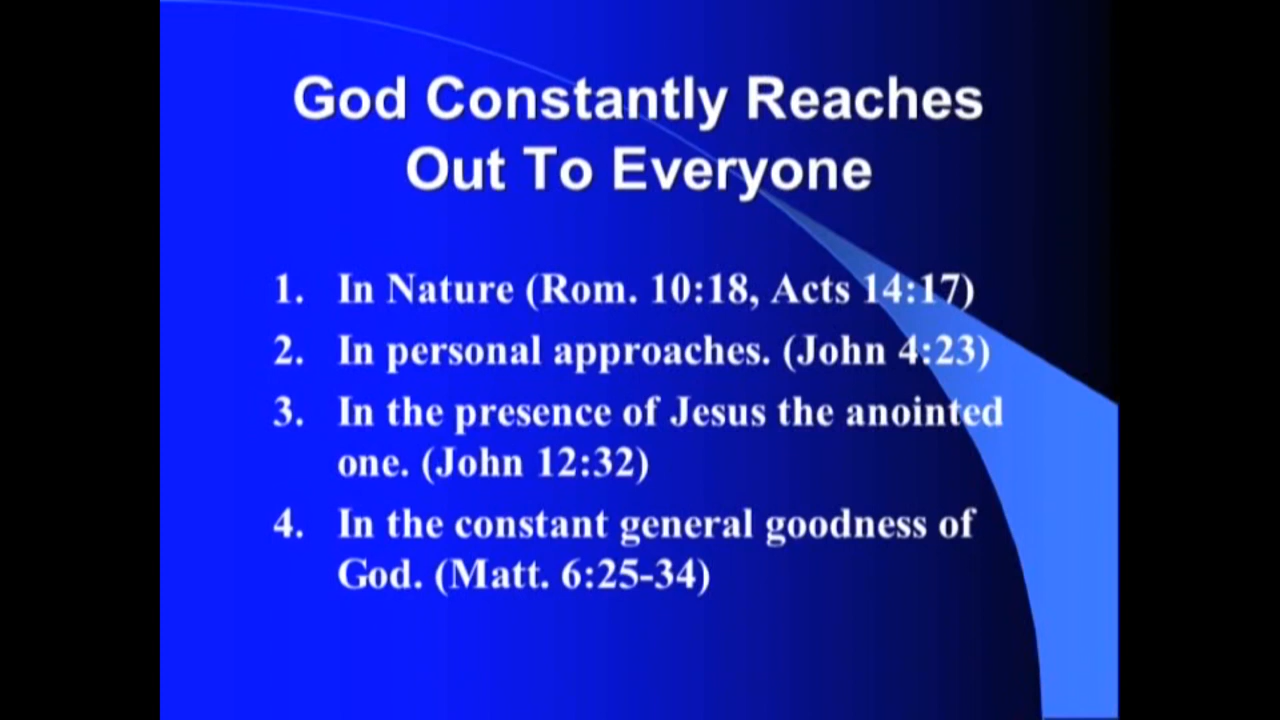 God Constantly Reaches
Out To Everyone
1. In Nature (Rom. 10:18, Acts 14:17)
2. In personal approaches. (John 4:23)
3. In the presence of Jesus the anointed
one. (John 12:32)
4. In the constant general goodness of
God. (Matt. 6:25-34)